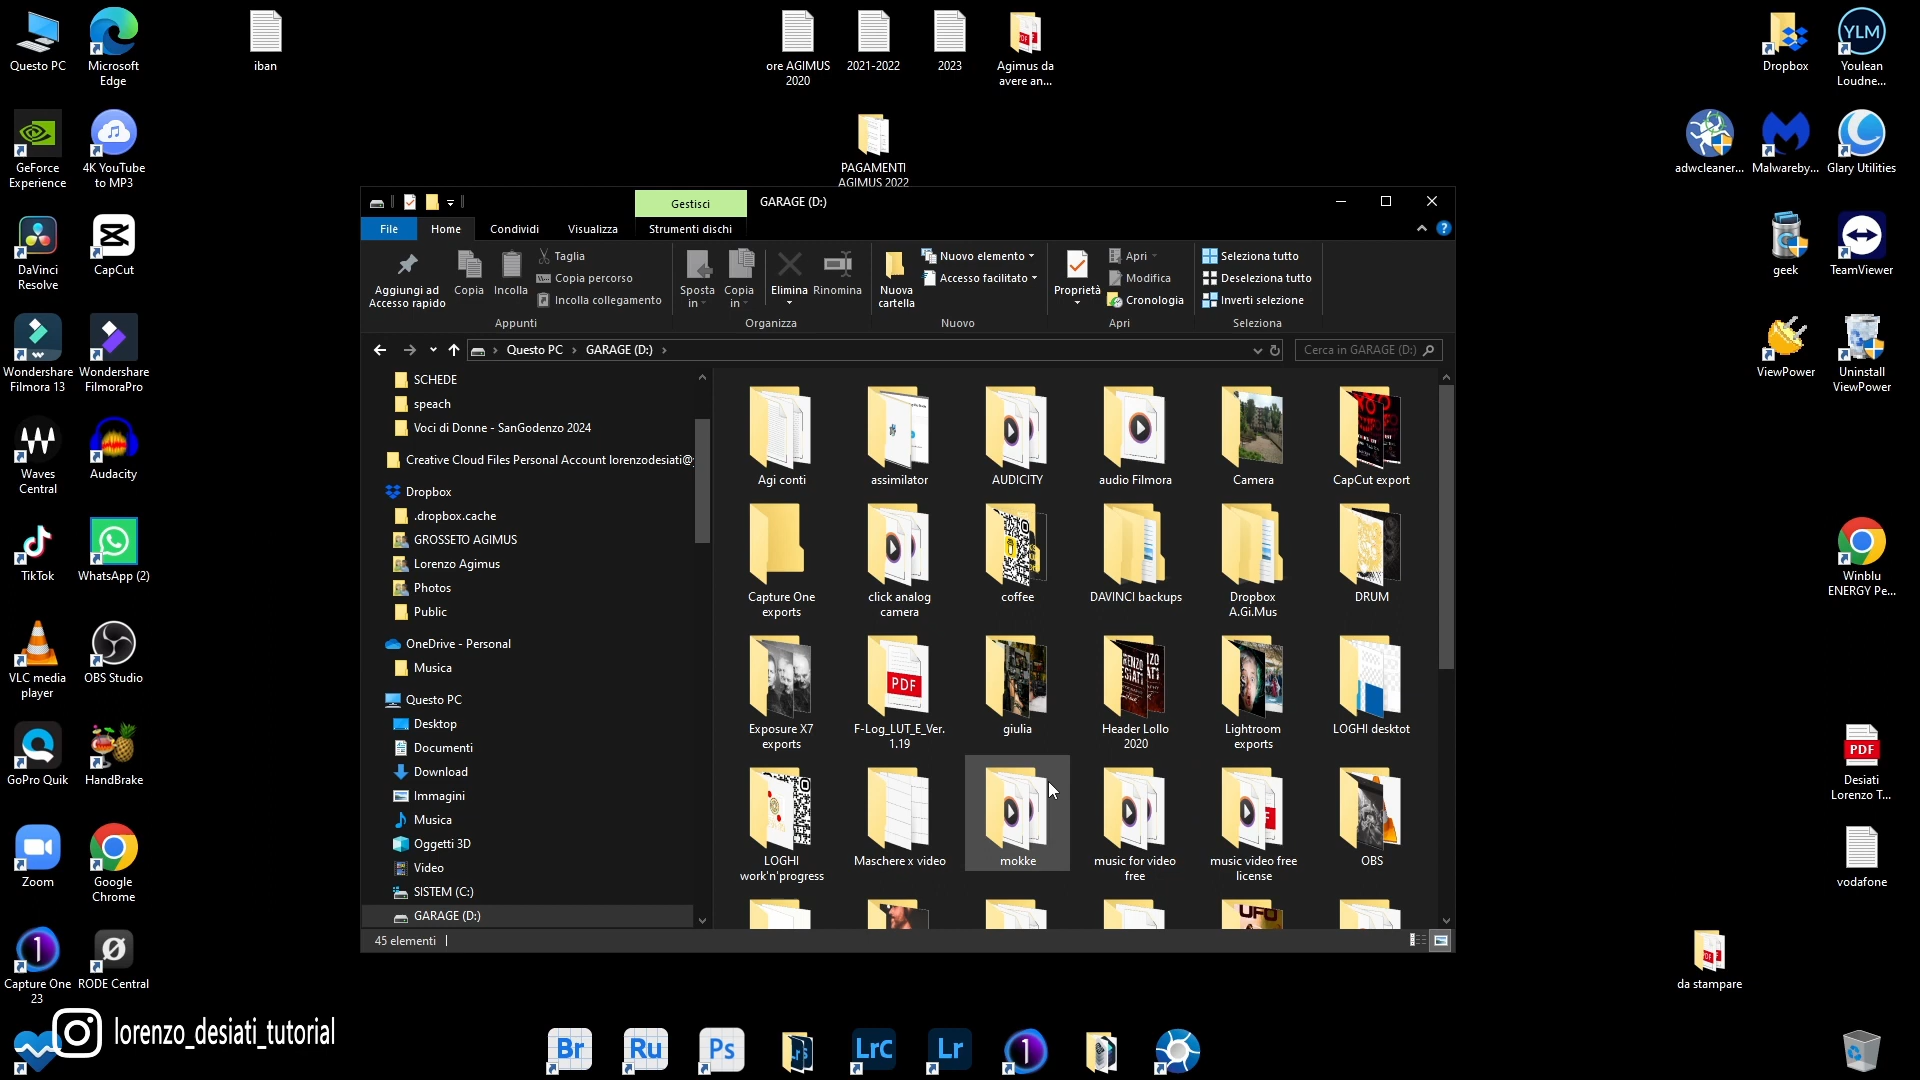 Questo PC
Microsoft
Edge
iban
ore AGIMUS
2020
2021-2022
2023
Agimus da
avere an...
Dropbox
YLM
Youlean
Loudne...
GeForce
Experience
4K YouTube
to MP3
PAGAMENTI
AGIMUS 2022
adwcleaner...
Malwareby...
Glary Utilities
DaVinci
Resolve
CapCut
geek
TeamViewer
Wondershare
Filmora 13
Wondershare
FilmoraPro
ViewPower
Uninstall
ViewPower
Waves
Central
Audacity
TikTok
WhatsApp (2)
Winblu
ENERGY Pe...
VLC media
player
OBS Studio
GoPro Quik
HandBrake
PDF
Desiati
Lorenzo T...
Zoom
Google
Chrome
vodafone
Capture One
23
RODE Central
da stampare
lorenzo_desiati_tutorial
Br
Ru
Ps
LrC
Lr
1
Gestisci
GARAGE (D:)
File
Home
Condividi
Visualizza
Strumenti dischi
Aggiungi ad
Accesso rapido
Copia
Incolla
Taglia
Copia percorso
Incolla collegamento
Appunti
Sposta
in
Copia
in
Elimina
Rinomina
Organizza
Nuova
cartella
Nuovo elemento
Accesso facilitato
Nuovo
Proprietà
Apri
Modifica
Cronologia
Apri
Seleziona tutto
Deseleziona tutto
Inverti selezione
Seleziona
Questo PC
GARAGE (D:)
Cerca in GARAGE (D:)
SCHEDE
speach
Voci di Donne - SanGodenzo 2024
Creative Cloud Files Personal Account lorenzodesiati@
Dropbox
.dropbox.cache
GROSSETO AGIMUS
Lorenzo Agimus
Photos
Public
OneDrive - Personal
Musica
Questo PC
Desktop
Documenti
Download
Immagini
Musica
Oggetti 3D
Video
SISTEM (C:)
GARAGE (D:)
Agi conti
assimilator
AUDICITY
audio Filmora
Camera
CapCut export
Capture One
exports
click analog
camera
coffee
DAVINCI backups
Dropbox
A.Gi.Mus
DRUM
Exposure X7
exports
PDF
F-Log_LUT_E_Ver.
1.19
giulia
Header Lollo
2020
Lightroom
exports
LOGHI desktot
LOGHI
work'n'progress
Maschere x video
mokke
music for video
free
music video free
license
OBS
UFO
45 elementi